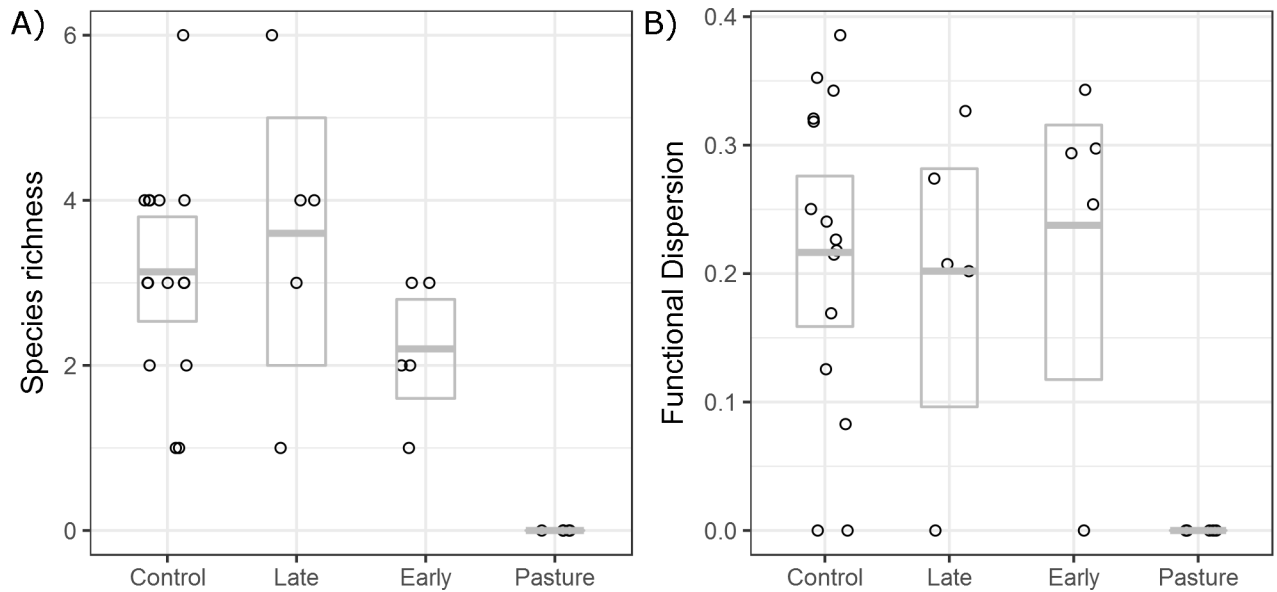 A)
Species richness
6
4
2
0
Control Late Early Pasture
B)
Functional Dispersion
0.4
0.3
0.2
0.1
0.0
Control Late Early Pasture